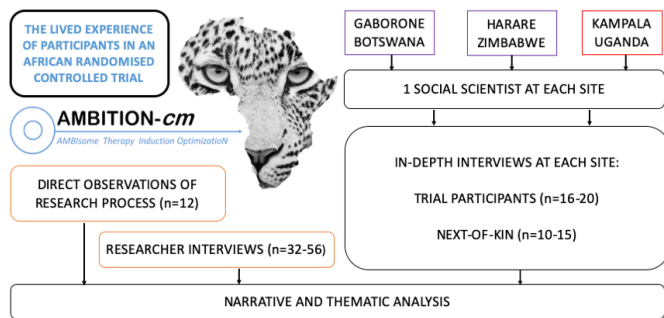 THE LIVED EXPERIENCE
OF PARTICIPANTS IN AN
AFRICAN RANDOMISED
CONTROLLED TRIAL
AMBITION-cm
AMBIsome Therapy Induction OptimizatioN
GABORONE
BOTSWANA
HARARE
ZIMBABWE
KAMPALA
UGANDA
1 SOCIAL SCIENTIST AT EACH SITE
IN-DEPTH INTERVIEWS AT EACH SITE:
TRIAL PARTICIPANTS (n=16-20)
NEXT-OF-KIN (n=10-15)
DIRECT OBSERVATIONS OF
RESEARCH PROCESS (n=12)
RESEARCHER INTERVIEWS (n=32-56)
NARRATIVE AND THEMATIC ANALYSIS